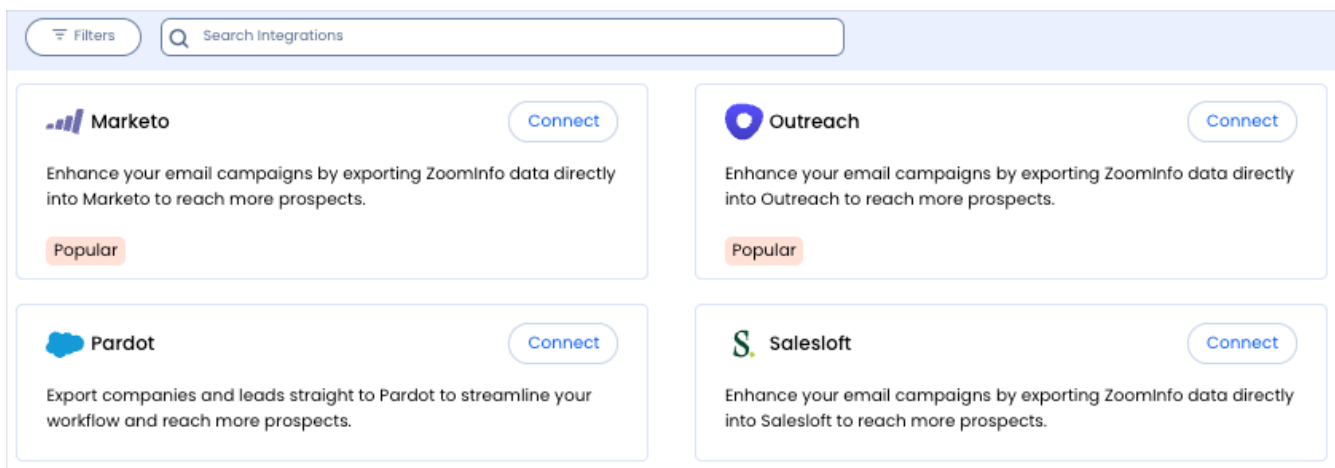 Filters
Search Integrations
Marketo
Connect
Enhance your email campaigns by exporting ZoomInfo data directly
into Marketo to reach more prospects.
Popular
Outreach
Connect
Enhance your email campaigns by exporting ZoomInfo data directly
into Outreach to reach more prospects.
Popular
Pardot
Connect
Export companies and leads straight to Pardot to streamline your
workflow and reach more prospects.
S. Salesloft
Connect
Enhance your email campaigns by exporting ZoomInfo data directly
into Salesloft to reach more prospects.